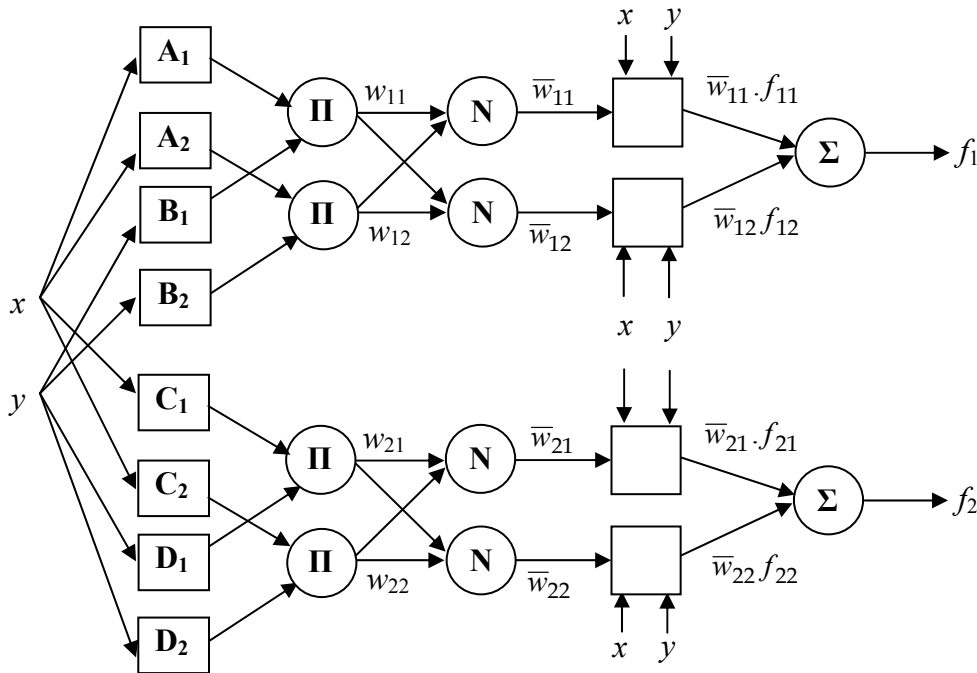 x y
A₁
A₂
B₁
B₂
x
y
Π w₁₁ N w̅₁₁ w̅₁₁.f₁₁
Σ f₁
Π w₁₂ N w̅₁₂ w̅₁₂ f₁₂
x y
C₁
C₂
D₁
D₂
Π w₂₁ N w̅₂₁ w̅₂₁.f₂₁
Σ f₂
Π w₂₂ N w̅₂₂ w̅₂₂ f₂₂
x y